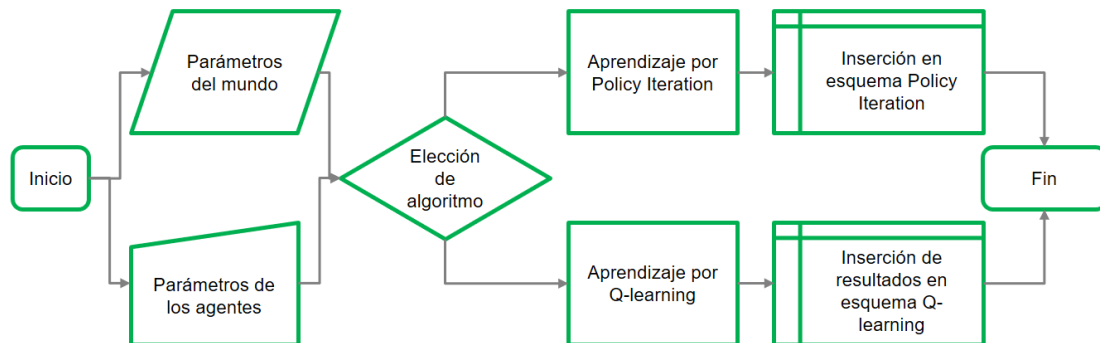 Inicio
Parámetros
del mundo
Parámetros de
los agentes
Elección
de
algoritmo
Aprendizaje por
Policy Iteration
Inserción en
esquema Policy
Iteration
Aprendizaje por
Q-learning
Inserción de
resultados en
esquema Q-
learning
Fin